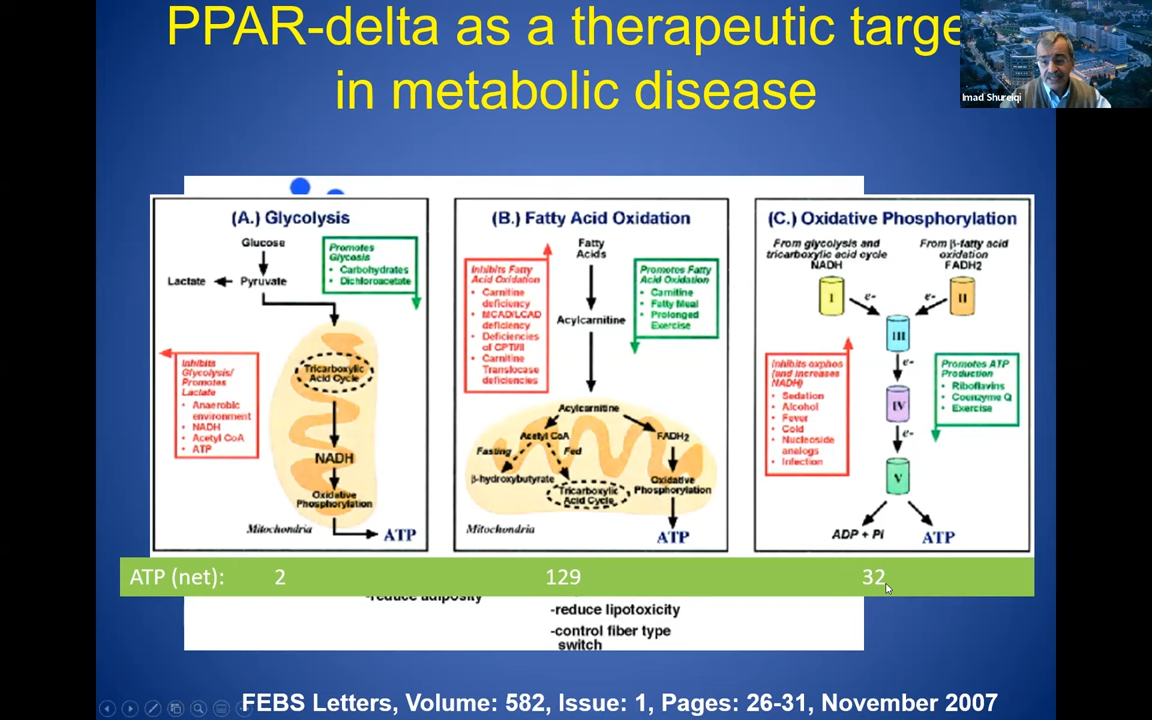 PPAR-delta as a therapeutic targe
in metabolic disease
Imad Shureiqi
(A.) Glycolysis
Glucose
Lactate
Pyruvate
Promotes
Glycosis
• Carbohydrates
• Dichloroacetate
Inhibits
Glycolysis/
Promotes
Lactate
• Anaerobic
environment
• NADH
• Acetyl CoA
• ATP
Tricarboxylic
Acid Cycle
NADH
Oxidative
Phosphorylation
Mitochondria
ATP
(B.) Fatty Acid Oxidation
Fatty
Acids
Inhibits Fatty
Acid Oxidation
• Carnitine
deficiency
• MCAD/LCAD
deficiency
• Deficiencies
of CPTI/II
• Carnitine
Translocase
deficiencies
Promotes Fatty
Acid Oxidation
• Carnitine
• Fatty Meal
• Prolonged
Exercise
Acylcarnitine
Acylcarnitine
Acetyl CoA
FADH2
Fasting
Fed
β-hydroxybutyrate
Tricarboxylic
Acid Cycle
Oxidative
Phosphorylation
Mitochondria
ATP
(C.) Oxidative Phosphorylation
From glycolysis and
tricarboxylic acid cycle
NADH
From β-fatty acid
oxidation
FADH2
I
e-
e-
II
III
e-
IV
e-
V
Inhibits oxphos
(and increases
NADH)
• Sedation
• Alcohol
• Fever
• Cold
• Nucleoside
analogs
• Infection
Promotes ATP
Production
• Riboflavins
• Coenzyme Q
• Exercise
ADP + Pi
ATP
ATP (net): 2 129 32
-reduce adiposity
-reduce lipotoxicity
-control fiber type
switch
FEBS Letters, Volume: 582, Issue: 1, Pages: 26-31, November 2007